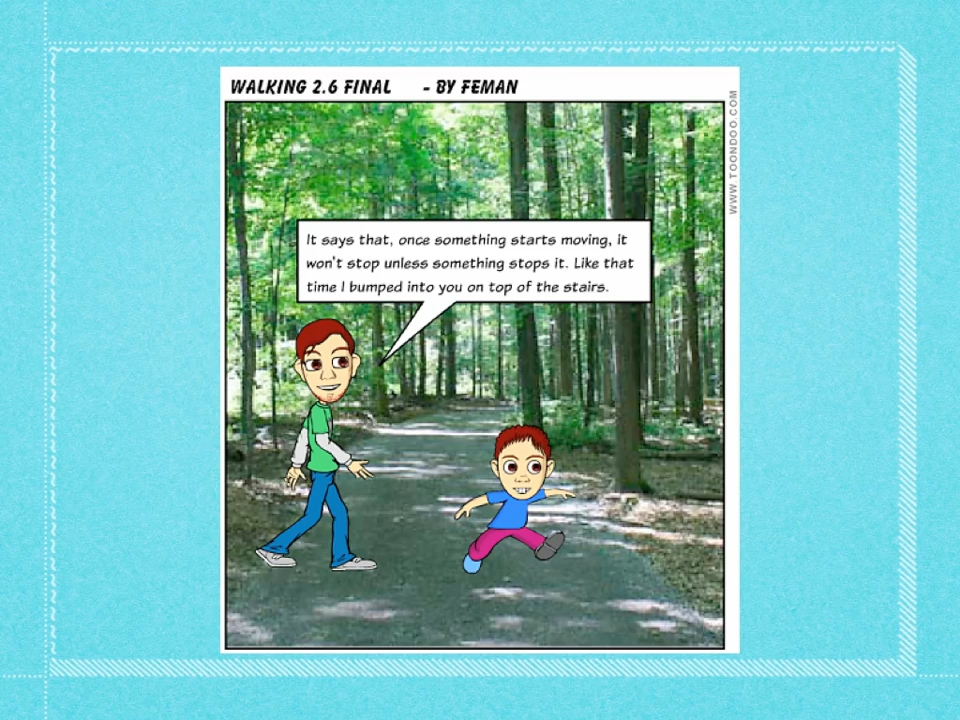 WALKING 2.6 FINAL - BY FEMAN
WWW.TOONDOO.COM
It says that, once something starts moving, it
won't stop unless something stops it. Like that
time I bumped into you on top of the stairs.